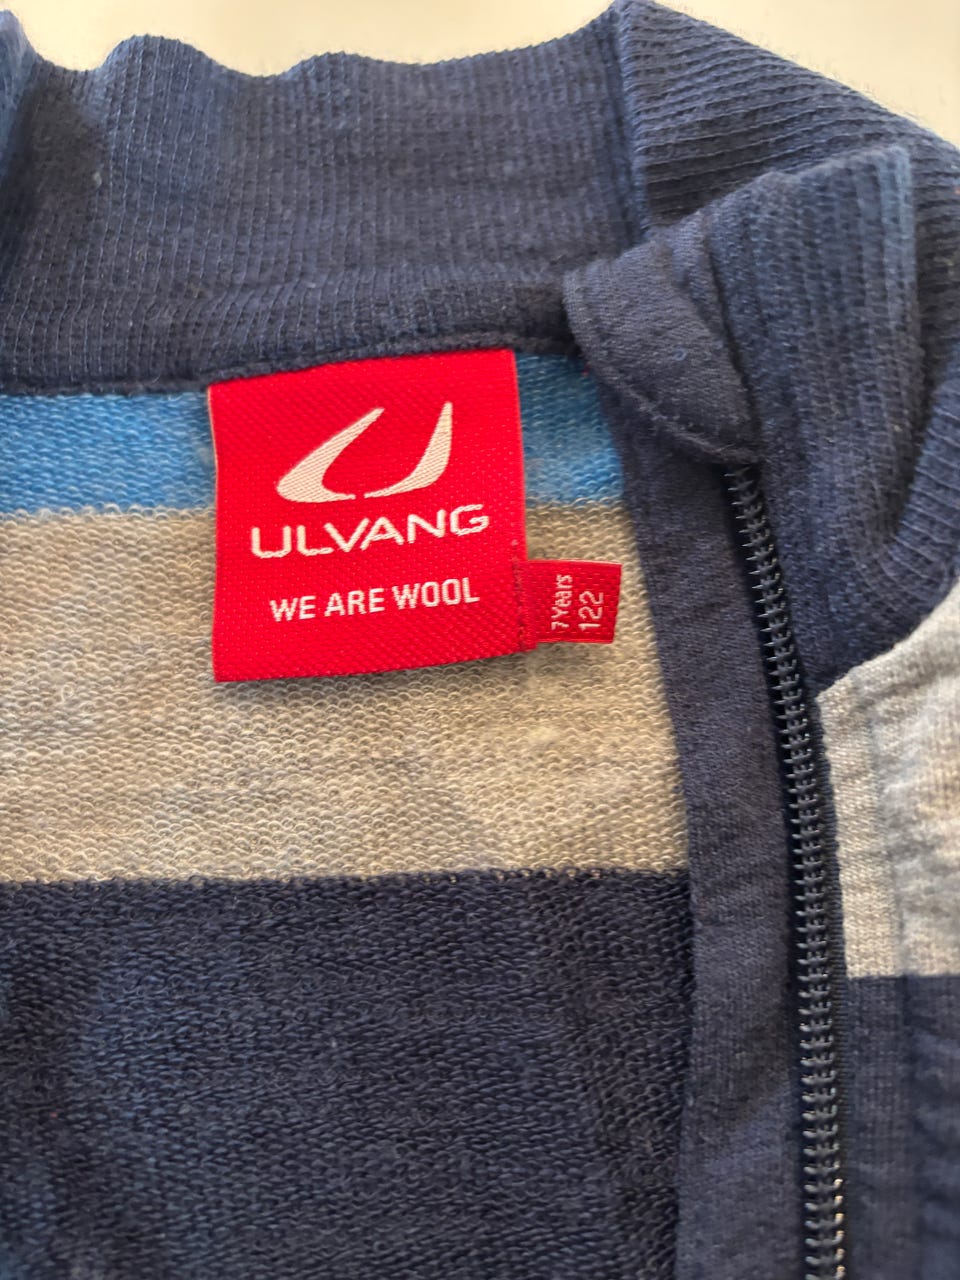 ULVANG
WE ARE WOOL
7 Years
122